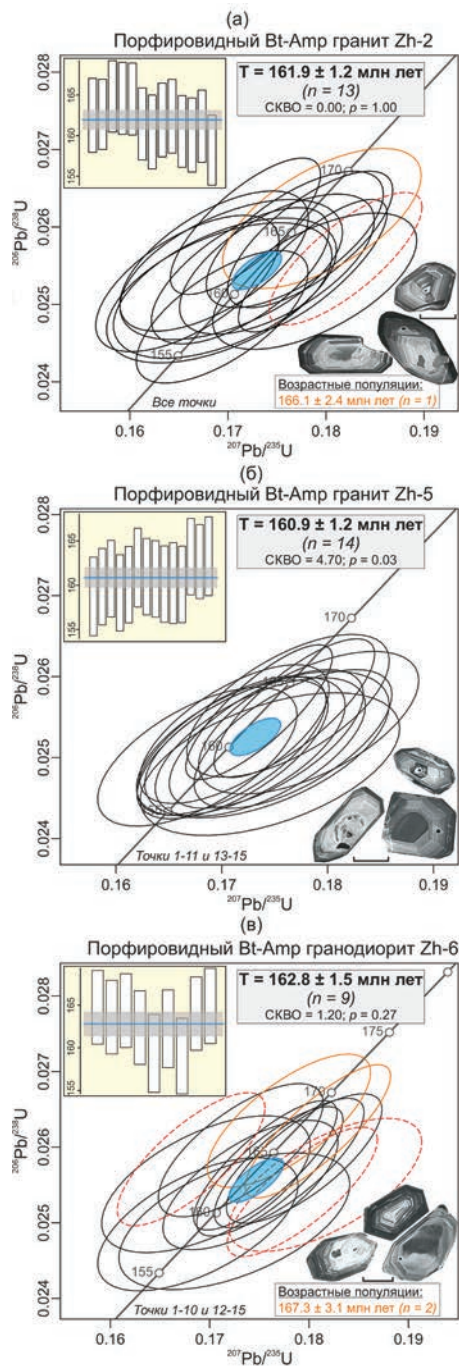 (а)
Порфировидный Bt-Amp гранит Zh-2
T = 161.9 ± 1.2 млн лет
(n = 13)
СКВО = 0.00; p = 1.00
165
160
155
0.028
0.027
0.026
0.025
0.024
²⁰⁶Pb/²³⁸U
170
165
160
155
Возрастные популяции:
166.1 ± 2.4 млн лет (n = 1)
Все точки
0.16
0.17
0.18
0.19
²⁰⁷Pb/²³⁵U
(б)
Порфировидный Bt-Amp гранит Zh-5
T = 160.9 ± 1.2 млн лет
(n = 14)
СКВО = 4.70; p = 0.03
165
160
155
0.028
0.027
0.026
0.025
0.024
²⁰⁶Pb/²³⁸U
170
160
Точки 1-11 и 13-15
0.16
0.17
0.18
0.19
²⁰⁷Pb/²³⁵U
(в)
Порфировидный Bt-Amp гранодиорит Zh-6
T = 162.8 ± 1.5 млн лет
(n = 9)
СКВО = 1.20; p = 0.27
165
160
155
0.028
0.027
0.026
0.025
0.024
²⁰⁶Pb/²³⁸U
175
170
165
160
155
Возрастные популяции:
167.3 ± 3.1 млн лет (n = 2)
Точки 1-10 и 12-15
0.16
0.17
0.18
0.19
²⁰⁷Pb/²³⁵U